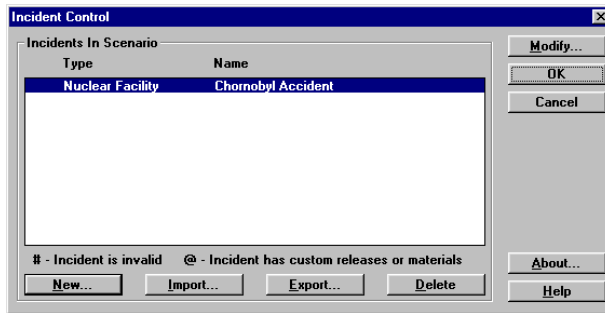 Incident Control
Incidents In Scenario
Type Name
Nuclear Facility Chornobyl Accident
# - Incident is invalid @ - Incident has custom releases or materials
New... Import... Export... Delete
Modify...
OK
Cancel
About...
Help